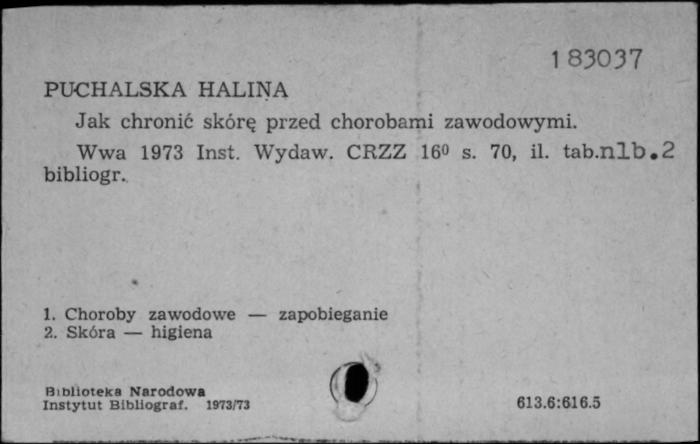 183037
PUCHALSKA HALINA
Jak chronić skórę przed chorobami zawodowymi.
Wwa 1973 Inst. Wydaw. CRZZ 16⁰ s. 70, il. tab.nlb.2
bibliogr.
1. Choroby zawodowe — zapobieganie
2. Skóra — higiena
Biblioteka Narodowa
Instytut Bibliograf. 1973/73
613.6:616.5